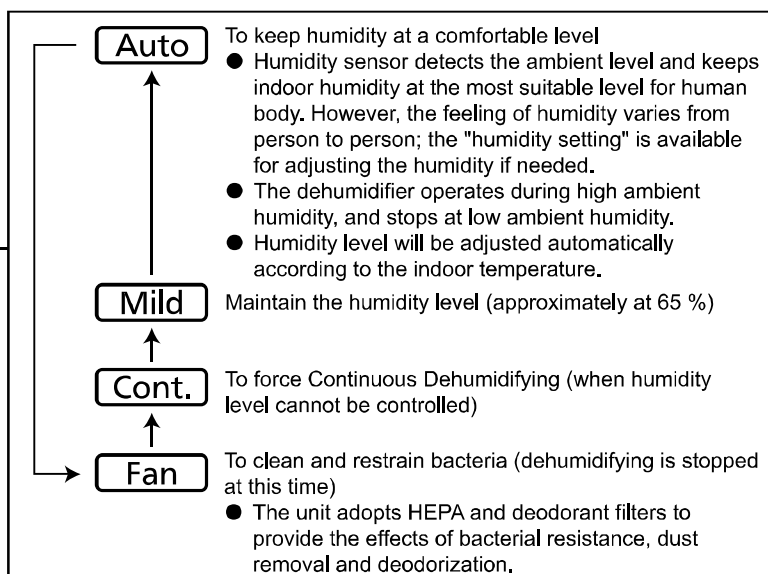 Auto
To keep humidity at a comfortable level
● Humidity sensor detects the ambient level and keeps
indoor humidity at the most suitable level for human
body. However, the feeling of humidity varies from
person to person; the "humidity setting" is available
for adjusting the humidity if needed.
● The dehumidifier operates during high ambient
humidity, and stops at low ambient humidity.
● Humidity level will be adjusted automatically
according to the indoor temperature.
Mild
Maintain the humidity level (approximately at 65 %)
Cont.
To force Continuous Dehumidifying (when humidity
level cannot be controlled)
Fan
To clean and restrain bacteria (dehumidifying is stopped
at this time)
● The unit adopts HEPA and deodorant filters to
provide the effects of bacterial resistance, dust
removal and deodorization.